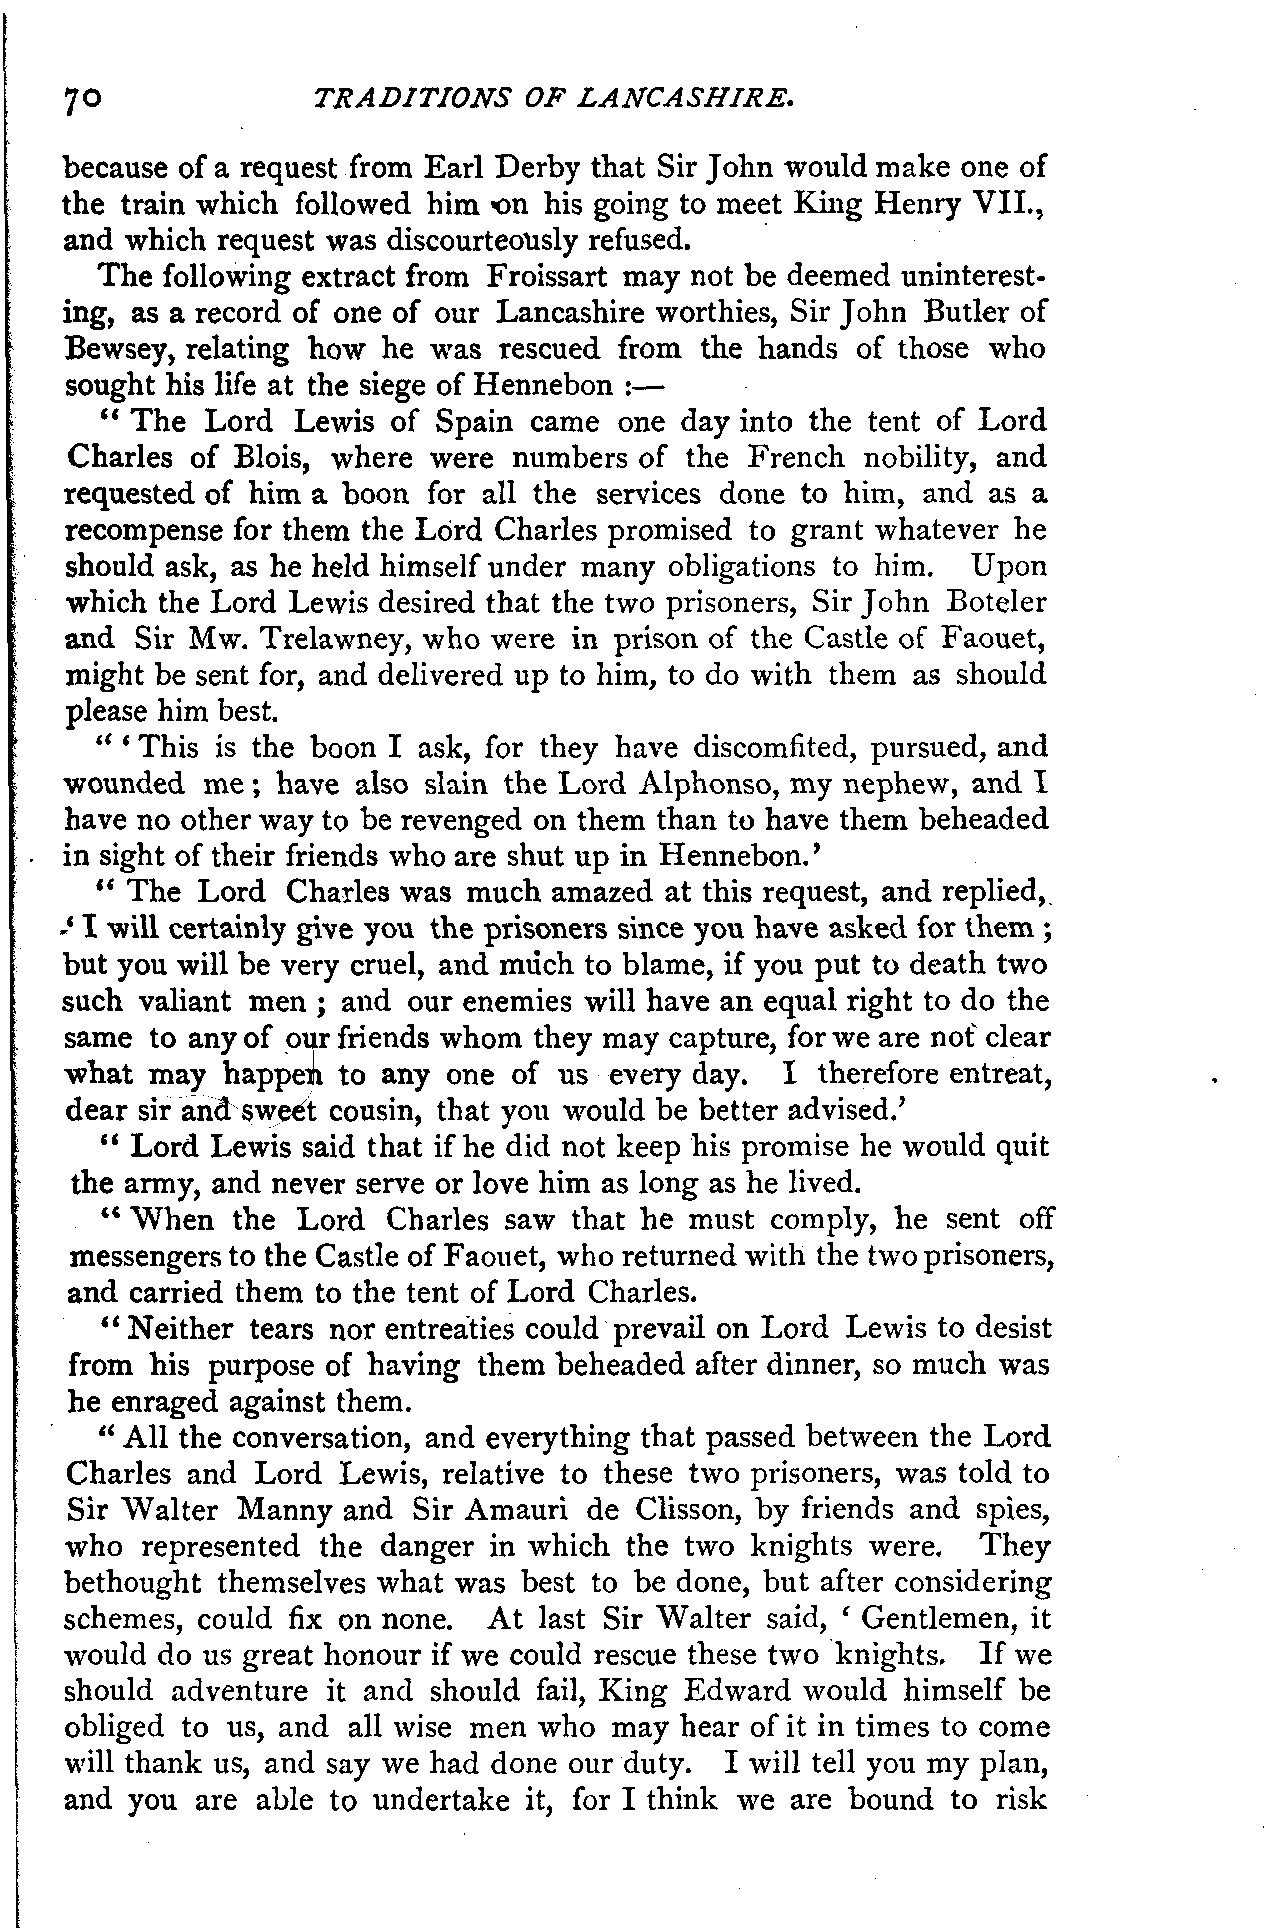 70 TRADITIONS OF LANCASHIRE.
because of a request from Earl Derby that Sir John would make one of
the train which followed him on his going to meet King Henry VII.,
and which request was discourteously refused.
The following extract from Froissart may not be deemed uninterest-
ing, as a record of one of our Lancashire worthies, Sir John Butler of
Bewsey, relating how he was rescued from the hands of those who
sought his life at the siege of Hennebon :—
“ The Lord Lewis of Spain came one day into the tent of Lord
Charles of Blois, where were numbers of the French nobility, and
requested of him a boon for all the services done to him, and as a
recompense for them the Lord Charles promised to grant whatever he
should ask, as he held himself under many obligations to him. Upon
which the Lord Lewis desired that the two prisoners, Sir John Boteler
and Sir Mw. Trelawney, who were in prison of the Castle of Faouet,
might be sent for, and delivered up to him, to do with them as should
please him best.
“ ‘ This is the boon I ask, for they have discomfited, pursued, and
wounded me ; have also slain the Lord Alphonso, my nephew, and I
have no other way to be revenged on them than to have them beheaded
in sight of their friends who are shut up in Hennebon.’
“ The Lord Charles was much amazed at this request, and replied,
‘ I will certainly give you the prisoners since you have asked for them ;
but you will be very cruel, and much to blame, if you put to death two
such valiant men ; and our enemies will have an equal right to do the
same to any of our friends whom they may capture, for we are not clear
what may happen to any one of us every day. I therefore entreat,
dear sir and sweet cousin, that you would be better advised.’
“ Lord Lewis said that if he did not keep his promise he would quit
the army, and never serve or love him as long as he lived.
“ When the Lord Charles saw that he must comply, he sent off
messengers to the Castle of Faouet, who returned with the two prisoners,
and carried them to the tent of Lord Charles.
“ Neither tears nor entreaties could prevail on Lord Lewis to desist
from his purpose of having them beheaded after dinner, so much was
he enraged against them.
“ All the conversation, and everything that passed between the Lord
Charles and Lord Lewis, relative to these two prisoners, was told to
Sir Walter Manny and Sir Amauri de Clisson, by friends and spies,
who represented the danger in which the two knights were. They
bethought themselves what was best to be done, but after considering
schemes, could fix on none. At last Sir Walter said, ‘ Gentlemen, it
would do us great honour if we could rescue these two knights. If we
should adventure it and should fail, King Edward would himself be
obliged to us, and all wise men who may hear of it in times to come
will thank us, and say we had done our duty. I will tell you my plan,
and you are able to undertake it, for I think we are bound to risk